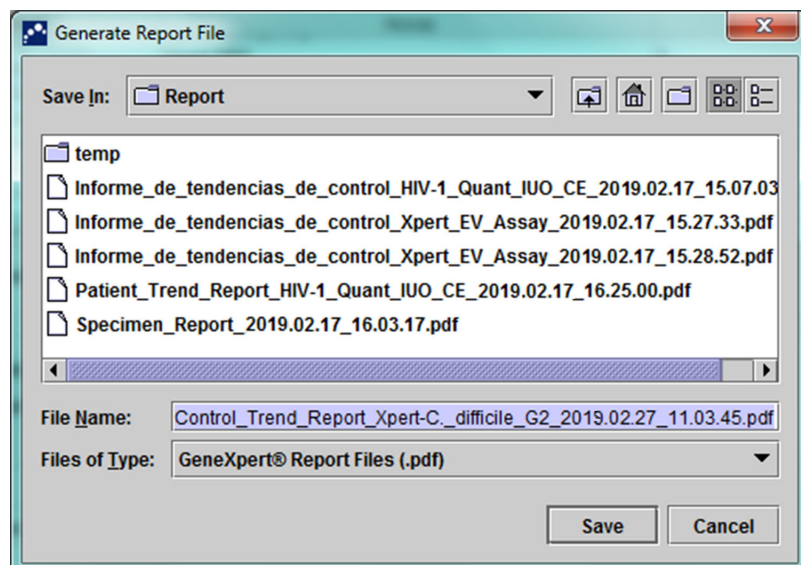 Generate Report File
Save In: Report
temp
Informe_de_tendencias_de_control_HIV-1_Quant_IUO_CE_2019.02.17_15.07.03
Informe_de_tendencias_de_control_Xpert_EV_Assay_2019.02.17_15.27.33.pdf
Informe_de_tendencias_de_control_Xpert_EV_Assay_2019.02.17_15.28.52.pdf
Patient_Trend_Report_HIV-1_Quant_IUO_CE_2019.02.17_16.25.00.pdf
Specimen_Report_2019.02.17_16.03.17.pdf
File Name: Control_Trend_Report_Xpert-C._difficile_G2_2019.02.27_11.03.45.pdf
Files of Type: GeneXpert® Report Files (.pdf)
Save Cancel